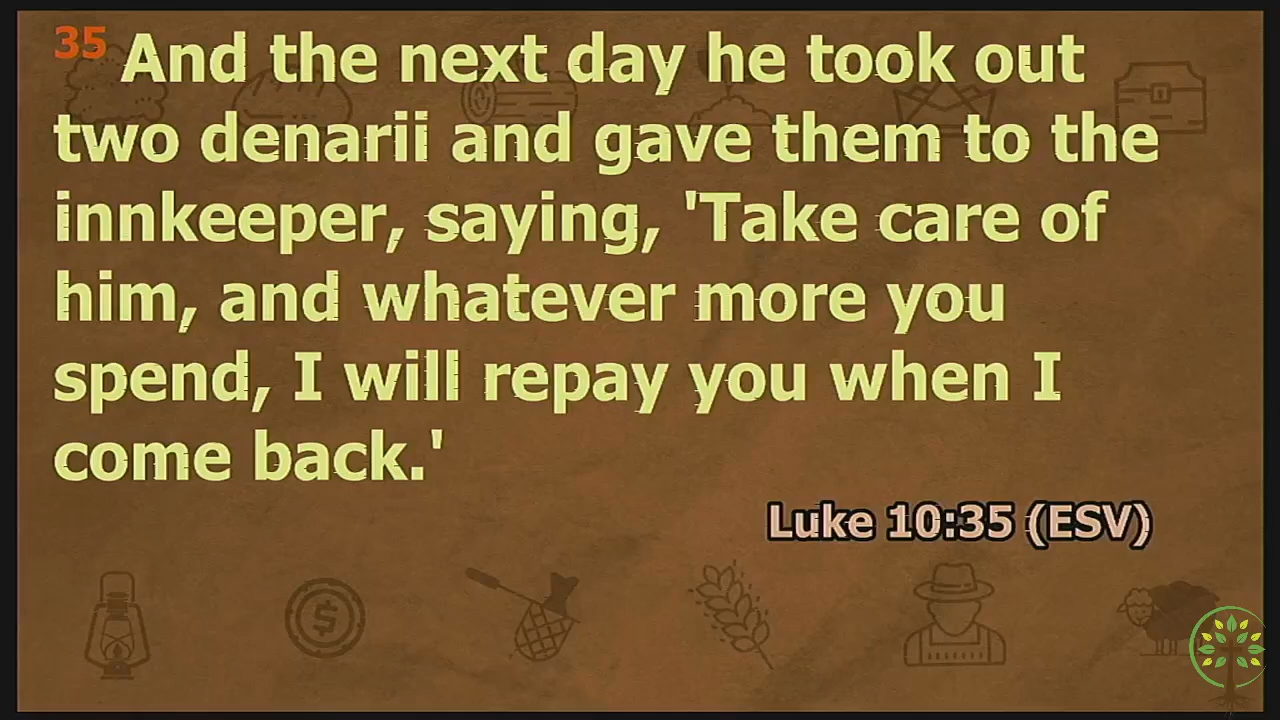 35 And the next day he took out
two denarii and gave them to the
innkeeper, saying, 'Take care of
him, and whatever more you
spend, I will repay you when I
come back.'
Luke 10:35 (ESV)